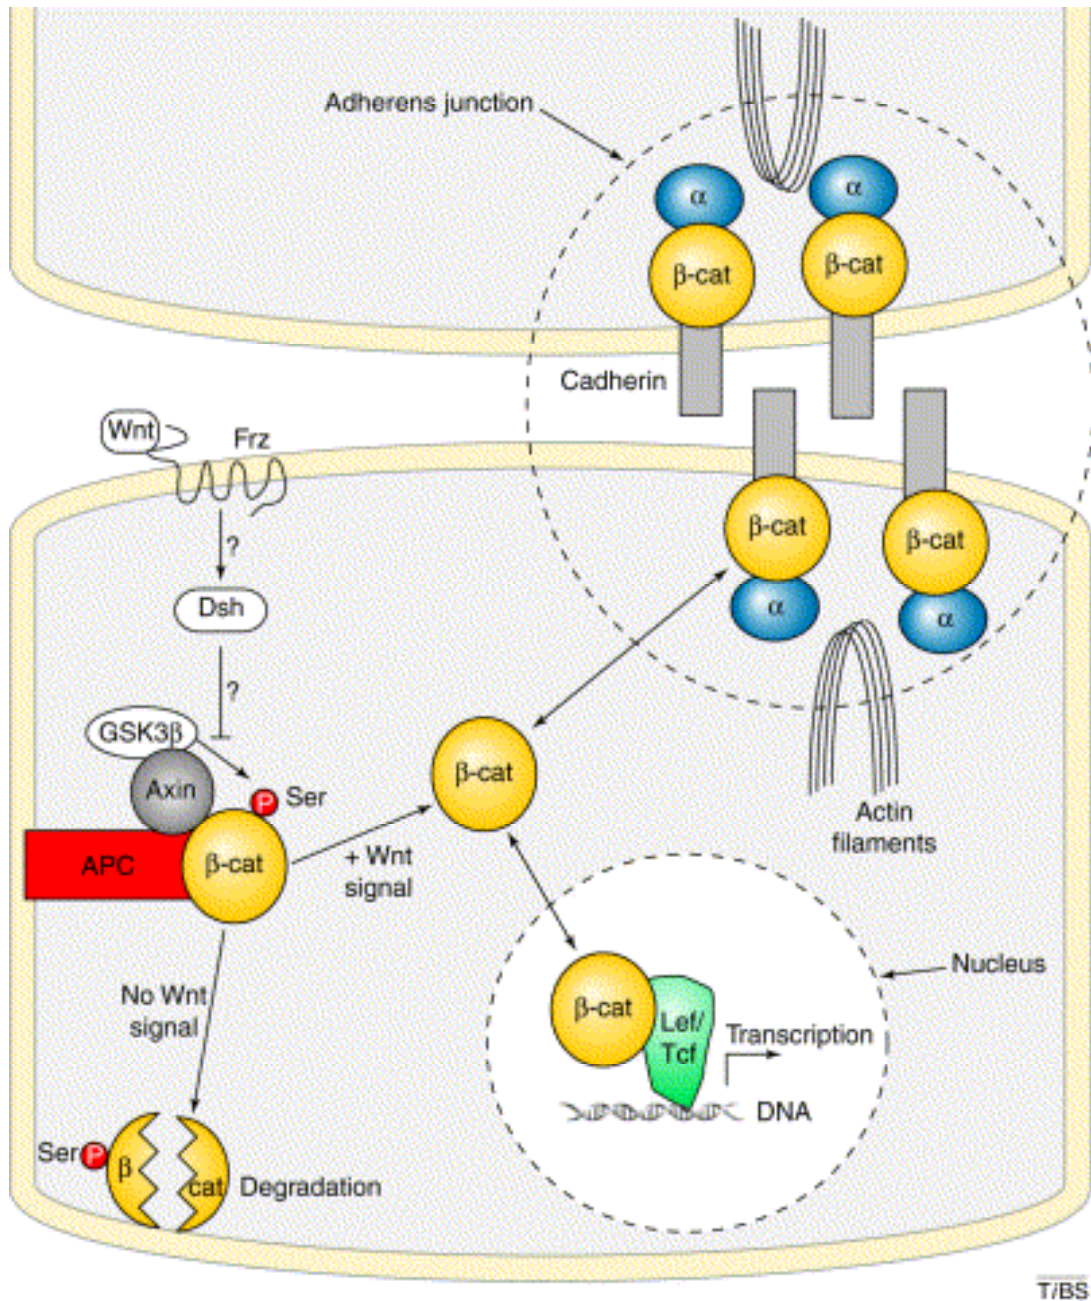 Adherens junction
α
α
β-cat
β-cat
Cadherin
Wnt
Frz
β-cat
β-cat
?
Dsh
α
α
?
GSK3β
β-cat
Axin
P Ser
Actin
filaments
APC
β-cat
+ Wnt
signal
Nucleus
No Wnt
signal
β-cat
Lef/
Tcf
Transcription
DNA
Ser P
β
cat
Degradation
T/BS